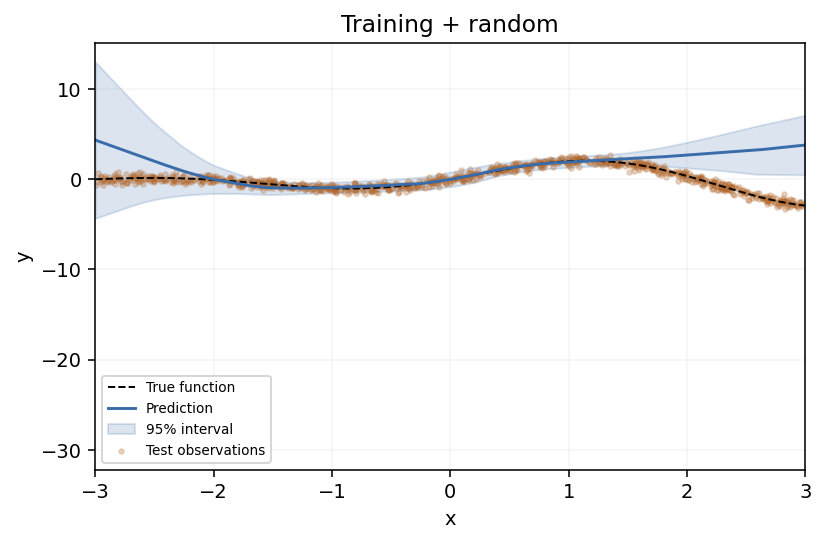 Training + random
10
0
−10
−20
−30
y
True function
Prediction
95% interval
Test observations
−3 −2 −1 0 1 2 3
x